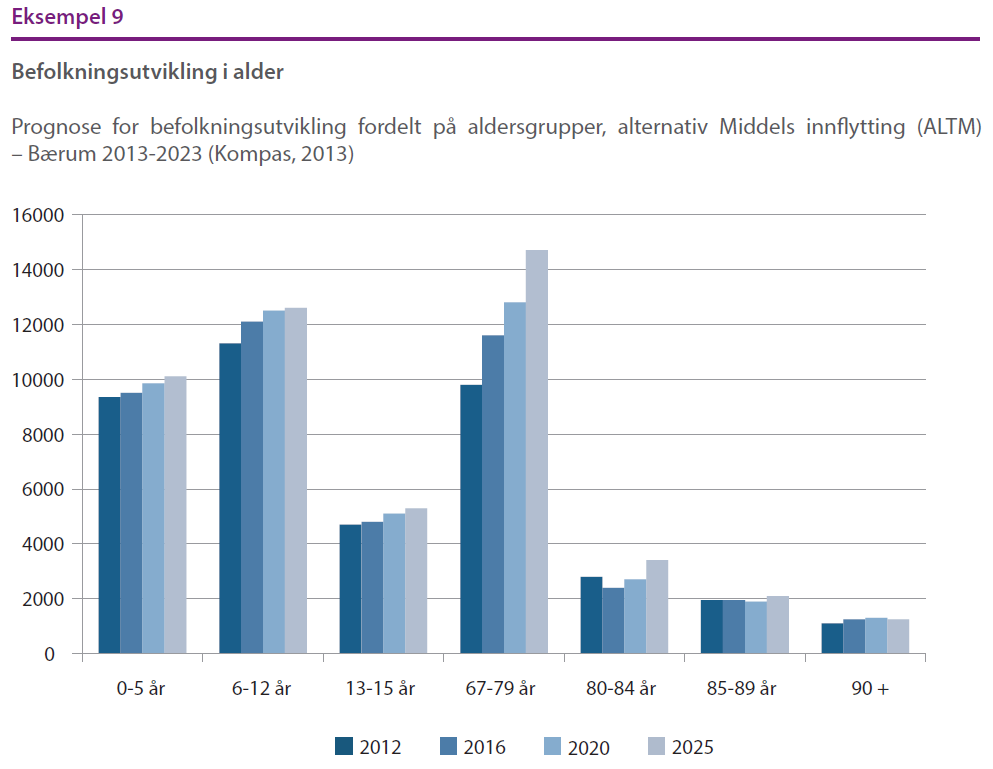 Eksempel 9
Befolkningsutvikling i alder
Prognose for befolkningsutvikling fordelt på aldersgrupper, alternativ Middels innflytting (ALTM)
– Bærum 2013-2023 (Kompas, 2013)
16000
14000
12000
10000
8000
6000
4000
2000
0
0-5 år 6-12 år 13-15 år 67-79 år 80-84 år 85-89 år 90 +
2012 2016 2020 2025